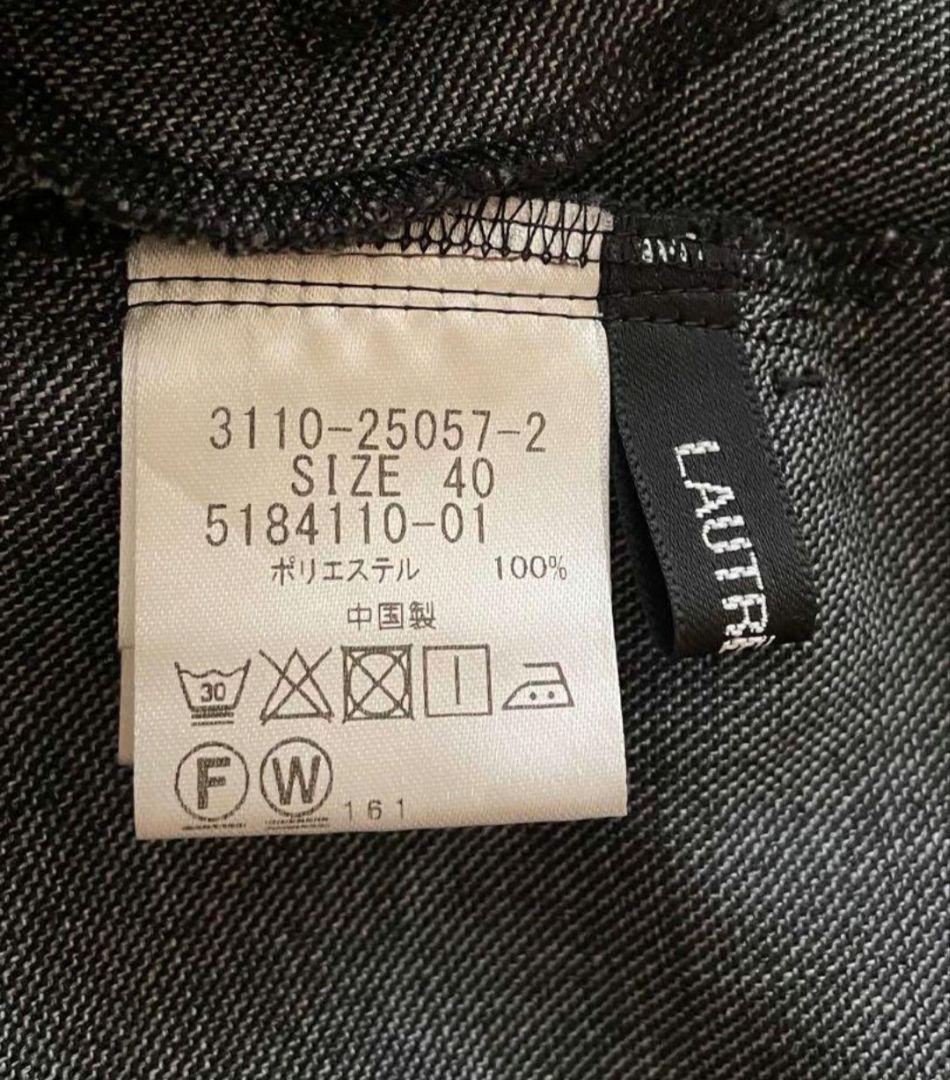 3110-25057-2
SIZE 40
5184110-01
ポリエステル 100%
中国製
30
F W 161
LAUTR